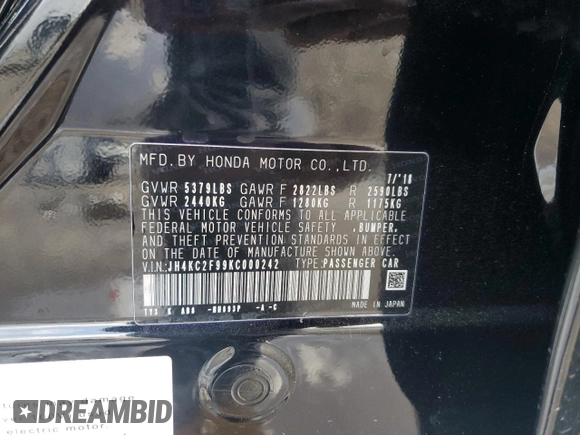 MFD.BY HONDA MOTOR CO.,LTD. 7/'18
GVWR 5379LBS GAWR F 2822LBS R 2590LBS
GVWR 2440KG GAWR F 1280KG R 1175KG
THIS VEHICLE CONFORMS TO ALL APPLICABLE
FEDERAL MOTOR VEHICLE SAFETY ,BUMPER,
AND THEFT PREVENTION STANDARDS IN EFFECT
ON THE DATE OF MANUFACTURE SHOWN ABOVE.
V.I.N: JH4KC2F99KC000242 TYPE:PASSENGER CAR
-A -C MADE IN JAPAN
damage
electric motor.
DREAMBID